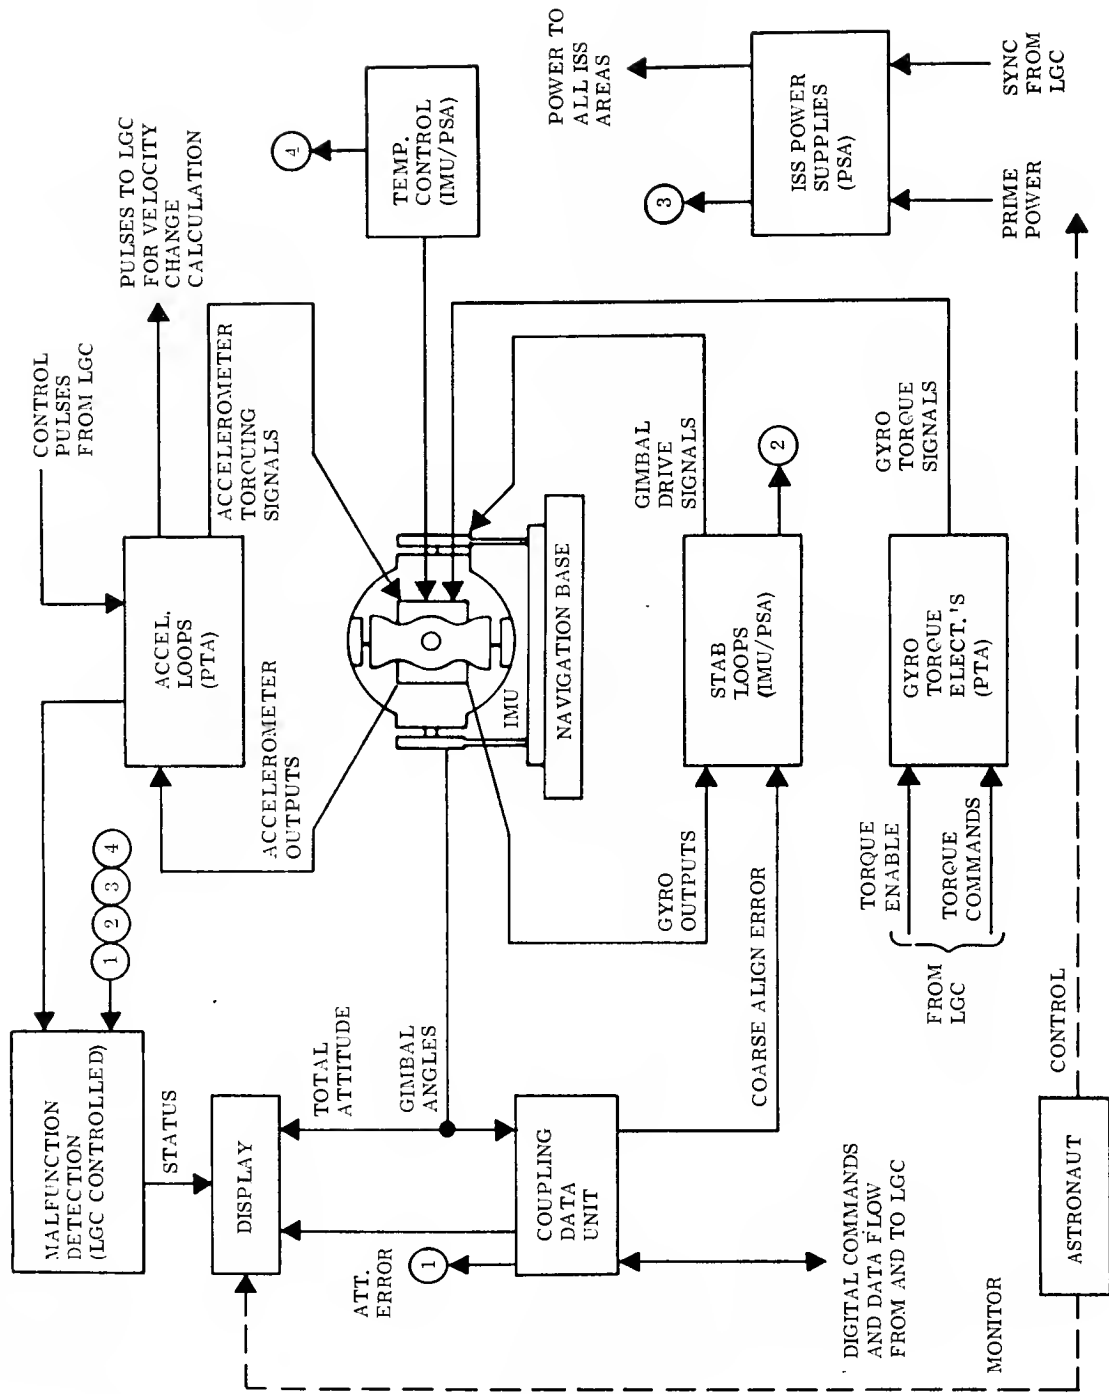 MALFUNCTION
DETECTION
(LGC CONTROLLED)
STATUS
DISPLAY
1
2
3
4
CONTROL
PULSES
FROM LGC
ACCEL.
LOOPS
(PTA)
PULSES TO LGC
FOR VELOCITY
CHANGE
CALCULATION
ACCELEROMETER
OUTPUTS
ACCELEROMETER
TORQUING
SIGNALS
4
TEMP.
CONTROL
(IMU/PSA)
TOTAL
ATTITUDE
GIMBAL
ANGLES
IMU
NAVIGATION BASE
ATT.
ERROR
1
COUPLING
DATA
UNIT
GYRO
OUTPUTS
COARSE ALIGN ERROR
STAB
LOOPS
(IMU/PSA)
GIMBAL
DRIVE
SIGNALS
2
POWER TO
ALL ISS
AREAS
3
ISS POWER
SUPPLIES
(PSA)
PRIME
POWER
SYNC
FROM
LGC
DIGITAL COMMANDS
AND DATA FLOW
FROM AND TO LGC
FROM
LGC
TORQUE
ENABLE
TORQUE
COMMANDS
GYRO
TORQUE
ELECT.'S
(PTA)
GYRO
TORQUE
SIGNALS
MONITOR
ASTRONAUT
CONTROL